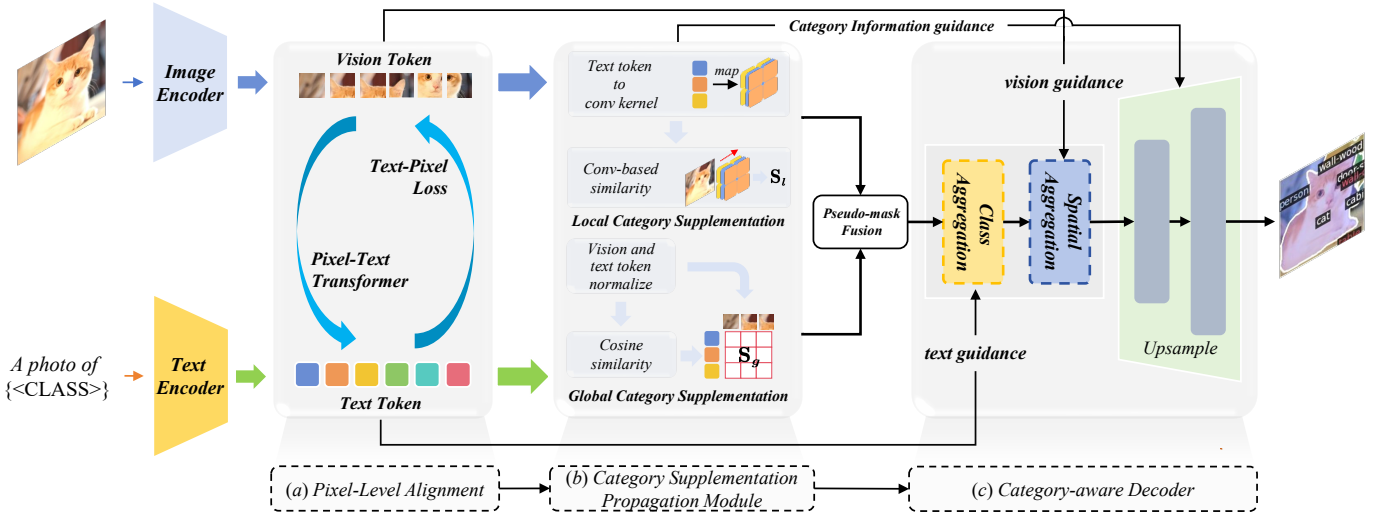 Category Information guidance
Image
Encoder
Vision Token
Text-Pixel
Loss
Pixel-Text
Transformer
A photo of
{<CLASS>}
Text
Encoder
Text Token
Text token
to
conv kernel
map
Conv-based
similarity
S_l
Local Category Supplementation
Vision and
text token
normalize
Cosine
similarity
S_g
Global Category Supplementation
Pseudo-mask
Fusion
vision guidance
Class
Aggregation
Spatial
Aggregation
text guidance
Upsample
wall-wood
person
cat
(a) Pixel-Level Alignment
(b) Category Supplementation
Propagation Module
(c) Category-aware Decoder